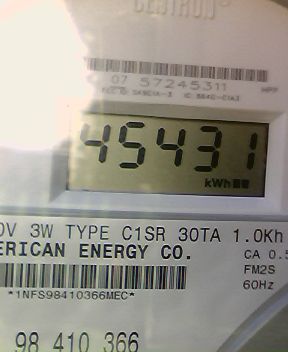 CENTRON®
07 57245311
45431
kWh
0V 3W TYPE C1SR 30TA 1.0Kh
ERICAN ENERGY CO.
CA 0.5
FM2S
60Hz
*1NFS98410366MEC*
98 410 366